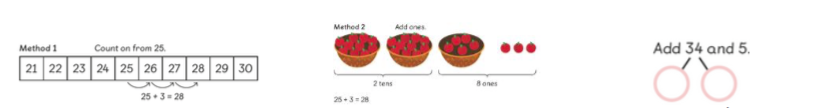 Method 1 Count on from 25.
21 22 23 24 25 26 27 28 29 30
25 + 3 = 28
Method 2 Add ones.
2 tens 8 ones
25 + 3 = 28
Add 34 and 5.